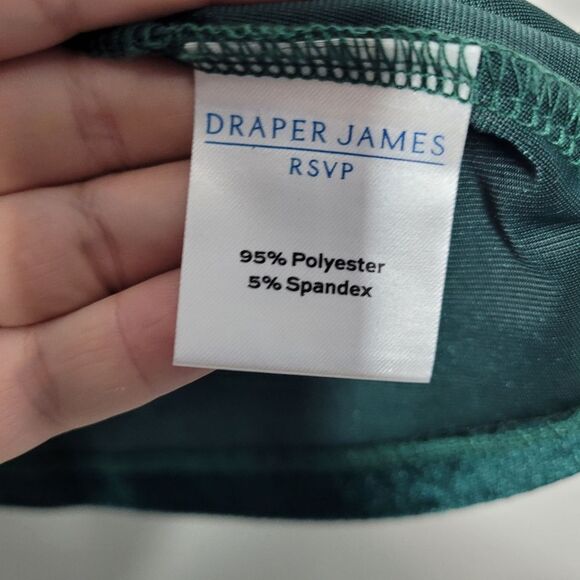 DRAPER JAMES
RSVP
95% Polyester
5% Spandex